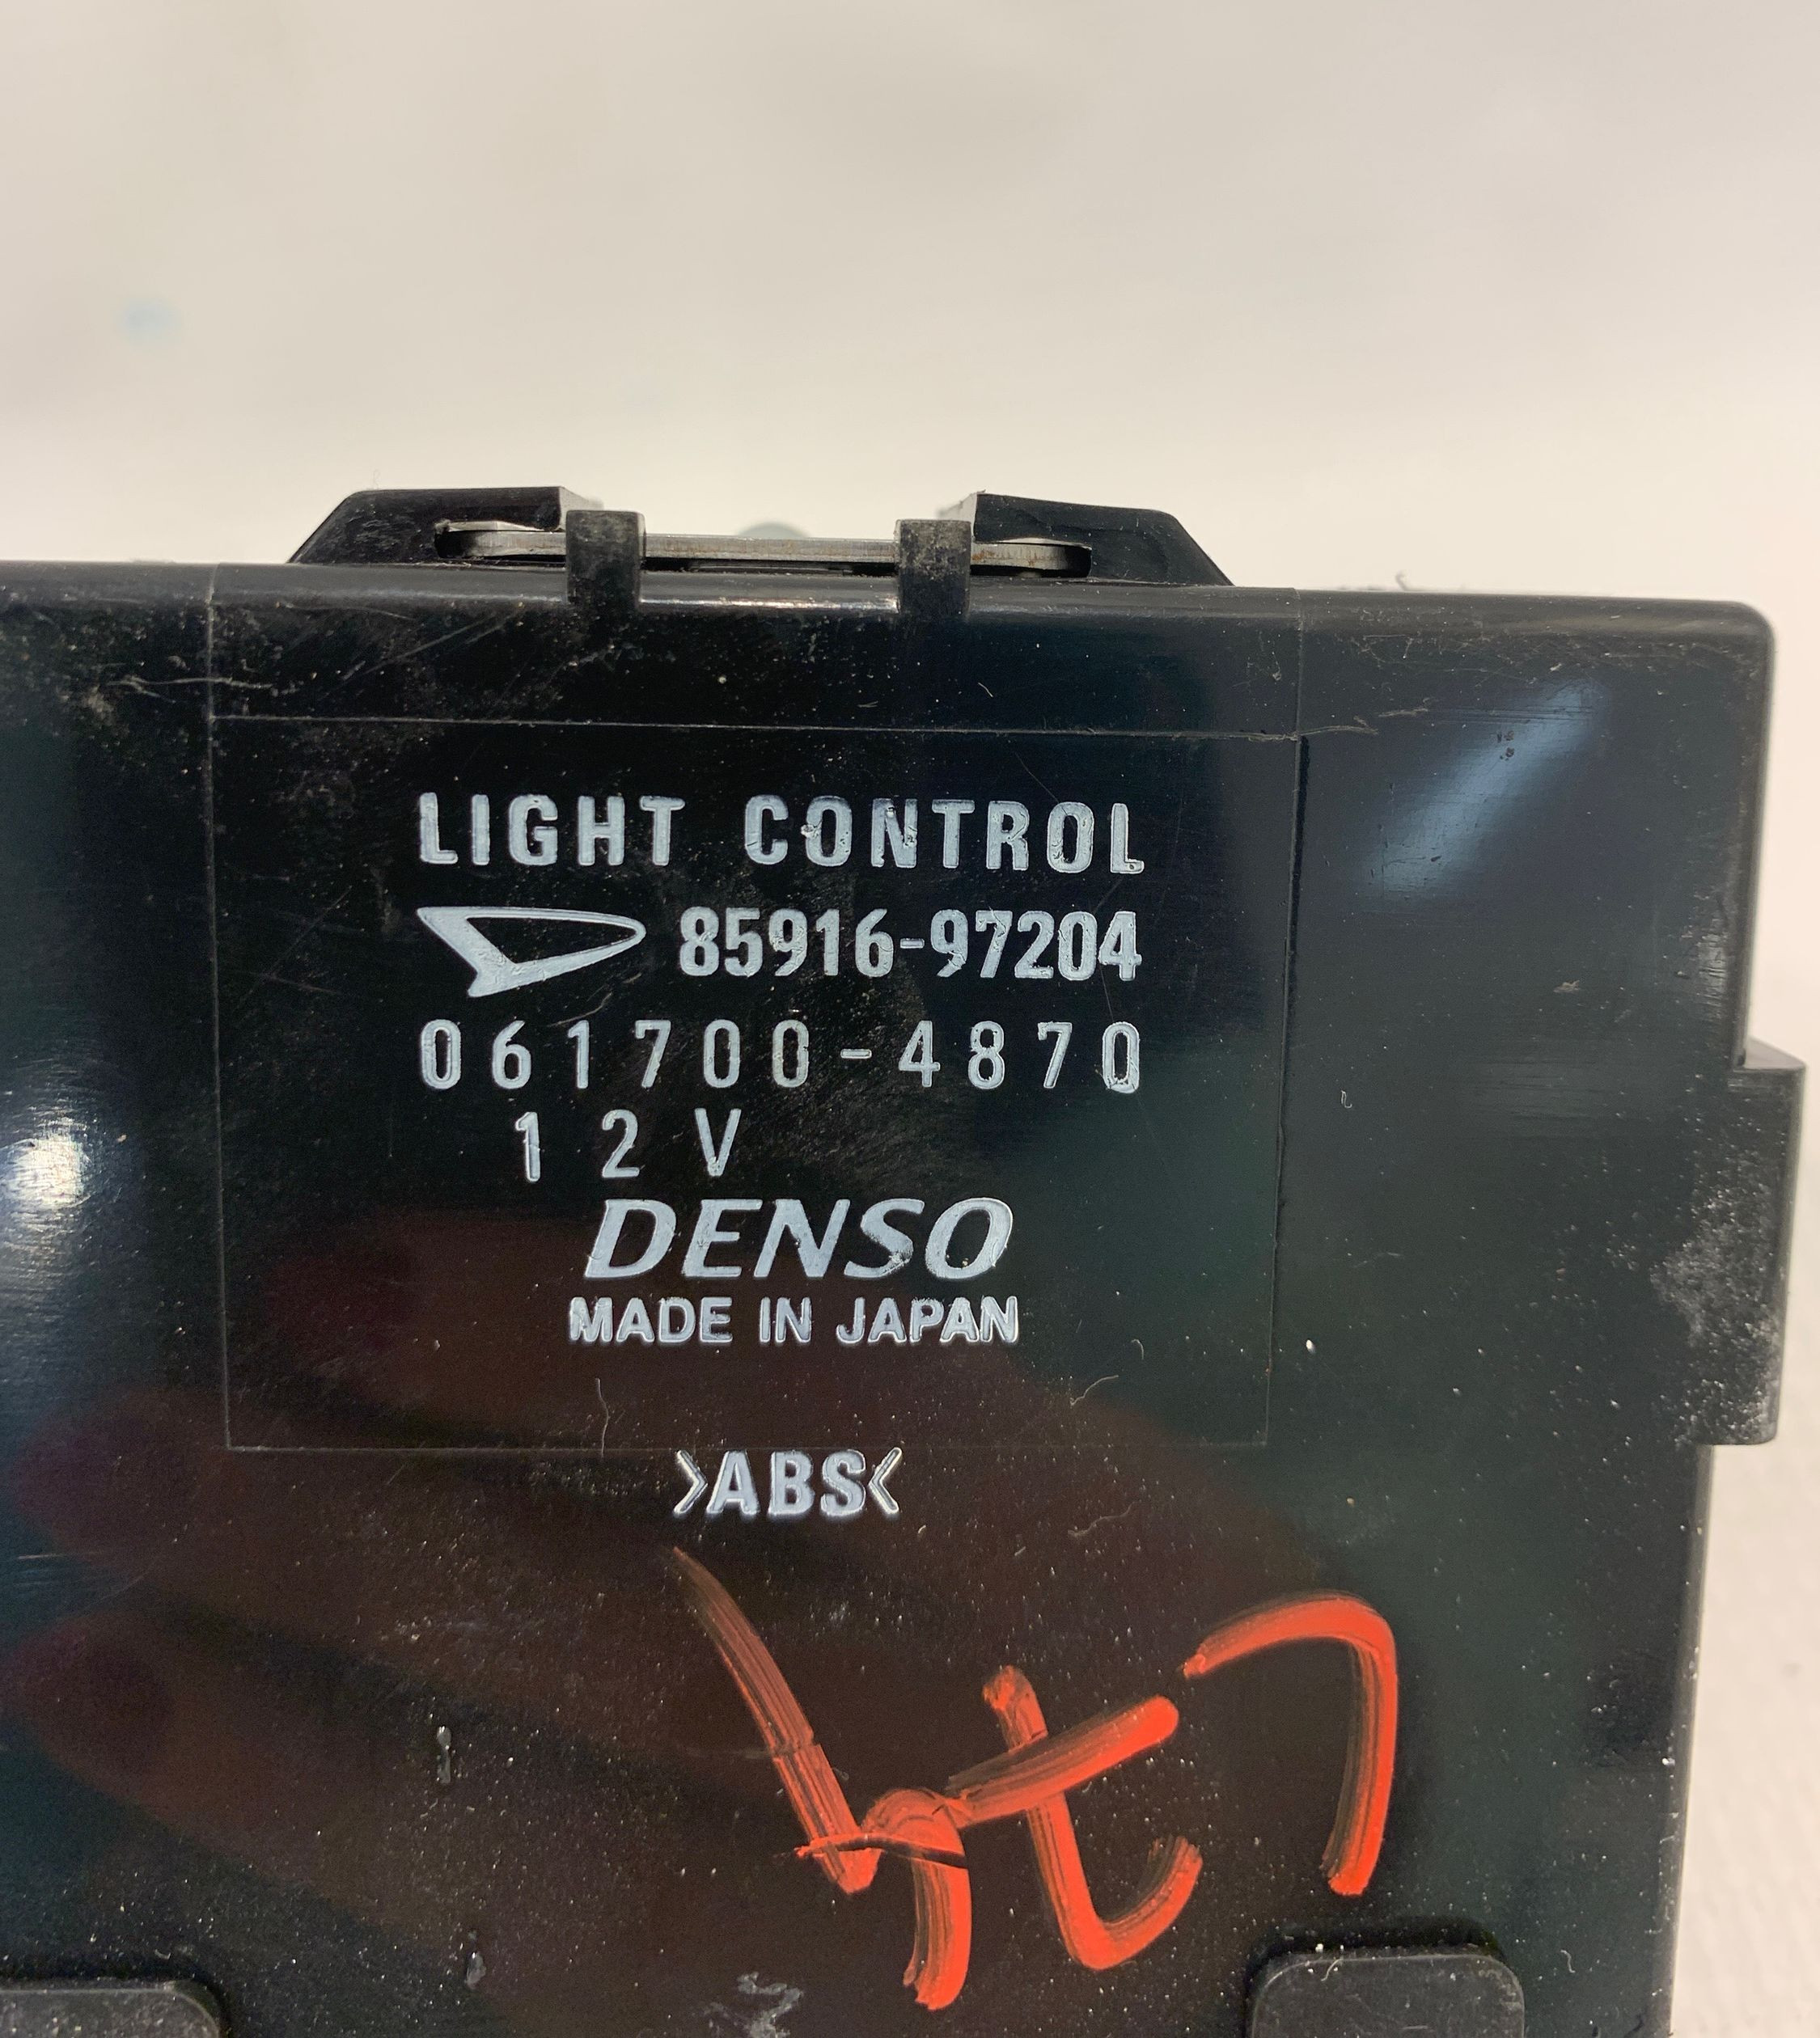 LIGHT CONTROL
85916-97204
061700-4870
12V
DENSO
MADE IN JAPAN
>ABS<